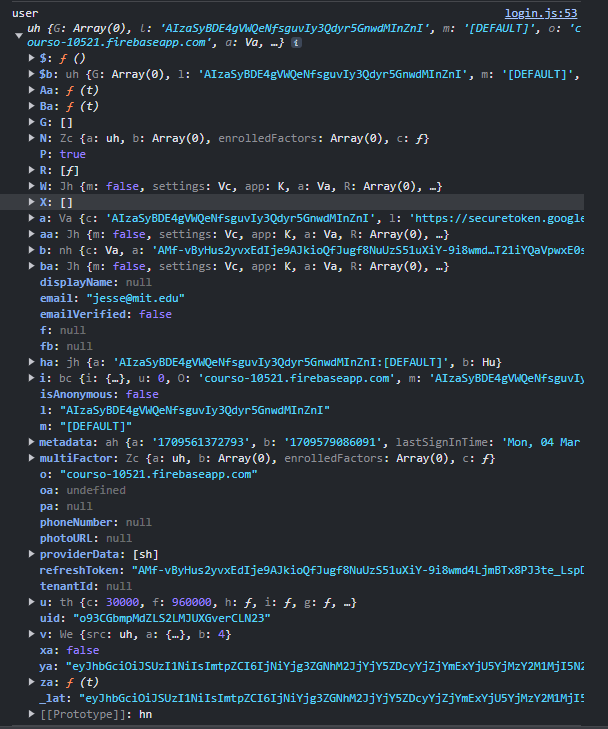 user login.js:53
uh {G: Array(0), l: 'AIzaSyBDE4gVWQeNfsguvIy3Qdyr5GnwdMInZnI', m: '[DEFAULT]', o: 'c
ourso-10521.firebaseapp.com', a: Va, …} i
$: ƒ ()
$b: uh {G: Array(0), l: 'AIzaSyBDE4gVWQeNfsguvIy3Qdyr5GnwdMInZnI', m: '[DEFAULT]',
Aa: ƒ (t)
Ba: ƒ (t)
G: []
N: Zc {a: uh, b: Array(0), enrolledFactors: Array(0), c: ƒ}
P: true
R: [ƒ]
W: Jh {m: false, settings: Vc, app: K, a: Va, R: Array(0), …}
X: []
a: Va {c: 'AIzaSyBDE4gVWQeNfsguvIy3Qdyr5GnwdMInZnI', l: 'https://securetoken.google
aa: Jh {m: false, settings: Vc, app: K, a: Va, R: Array(0), …}
b: nh {c: Va, a: 'AMf-vByHus2yvxEdIje9AJkioQfJugf8NuUzS51uXiY-9i8wmd…T21iYQaVpwxE0s
ba: Jh {m: false, settings: Vc, app: K, a: Va, R: Array(0), …}
displayName: null
email: "jesse@mit.edu"
emailVerified: false
f: null
fb: null
ha: jh {a: 'AIzaSyBDE4gVWQeNfsguvIy3Qdyr5GnwdMInZnI:[DEFAULT]', b: Hu}
i: bc {i: {…}, u: 0, O: 'courso-10521.firebaseapp.com', m: 'AIzaSyBDE4gVWQeNfsguvIy
isAnonymous: false
l: "AIzaSyBDE4gVWQeNfsguvIy3Qdyr5GnwdMInZnI"
m: "[DEFAULT]"
metadata: ah {a: '1709561372793', b: '1709579086091', lastSignInTime: 'Mon, 04 Mar
multiFactor: Zc {a: uh, b: Array(0), enrolledFactors: Array(0), c: ƒ}
o: "courso-10521.firebaseapp.com"
oa: undefined
pa: null
phoneNumber: null
photoURL: null
providerData: [sh]
refreshToken: "AMf-vByHus2yvxEdIje9AJkioQfJugf8NuUzS51uXiY-9i8wmd4LjmBTx8PJ3te_LspD
tenantId: null
u: th {c: 30000, f: 960000, h: ƒ, i: ƒ, g: ƒ, …}
uid: "o93CGbmpMdZLS2LMJUXGverCLN23"
v: We {src: uh, a: {…}, b: 4}
xa: false
ya: "eyJhbGciOiJSUzI1NiIsImtpZCI6IjNiYjg3ZGNhM2JjYjY5ZDcyYjZjYmExYjU5YjMzY2M1MjI5N2
za: ƒ (t)
_lat: "eyJhbGciOiJSUzI1NiIsImtpZCI6IjNiYjg3ZGNhM2JjYjY5ZDcyYjZjYmExYjU5YjMzY2M1MjI5
[[Prototype]]: hn